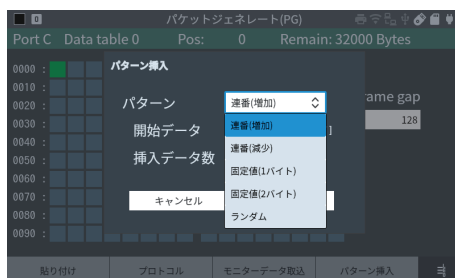 パケットジェネレート(PG)
Port C Data table 0 Pos: 0 Remain: 32000 Bytes
0000 :
0010 :
0020 :
0030 :
0040 :
0050 :
0060 :
0070 :
0080 :
0090 :
パターン挿入
パターン
連番(増加)
開始データ
挿入データ数
連番(増加)
連番(減少)
固定値(1バイト)
固定値(2バイト)
ランダム
キャンセル
ame gap
128
貼り付け プロトコル モニターデータ取込 パターン挿入